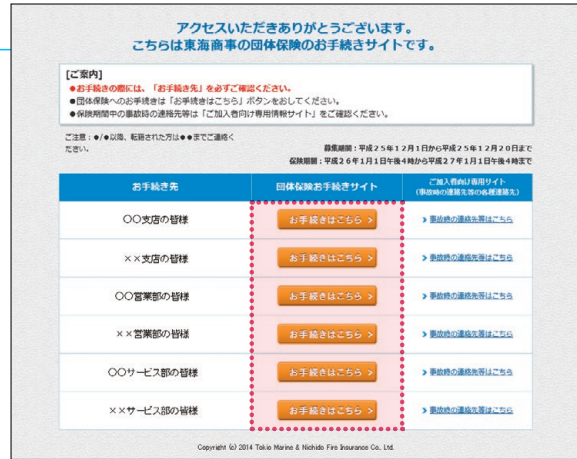 アクセスいただきありがとうございます。
こちらは東海商事の団体保険のお手続きサイトです。
[ご案内]
●お手続きの際には、「お手続き先」を必ずご確認ください。
●団体保険へのお手続きは「お手続きはこちら」ボタンをおしてください。
●保険期間中の事故時の連絡先等は「ご加入者向け専用情報サイト」をご確認ください。
ご注意:●/●以降、転籍された方は●●までご連絡く
ださい。
募集期間:平成25年12月1日から平成25年12月20日まで
保険期間:平成26年1月1日午後4時から平成27年1月1日午後4時まで
お手続き先 団体保険お手続きサイト ご加入者向け専用サイト
(事故時の連絡先等の各種連絡先)
〇〇支店の皆様 お手続きはこちら > > 事故時の連絡先等はこちら
××支店の皆様 お手続きはこちら > > 事故時の連絡先等はこちら
〇〇営業部の皆様 お手続きはこちら > > 事故時の連絡先等はこちら
××営業部の皆様 お手続きはこちら > > 事故時の連絡先等はこちら
〇〇サービス部の皆様 お手続きはこちら > > 事故時の連絡先等はこちら
××サービス部の皆様 お手続きはこちら > > 事故時の連絡先等はこちら
Copyright (c) 2014 Tokio Marine & Nichido Fire Insurance Co., Ltd.